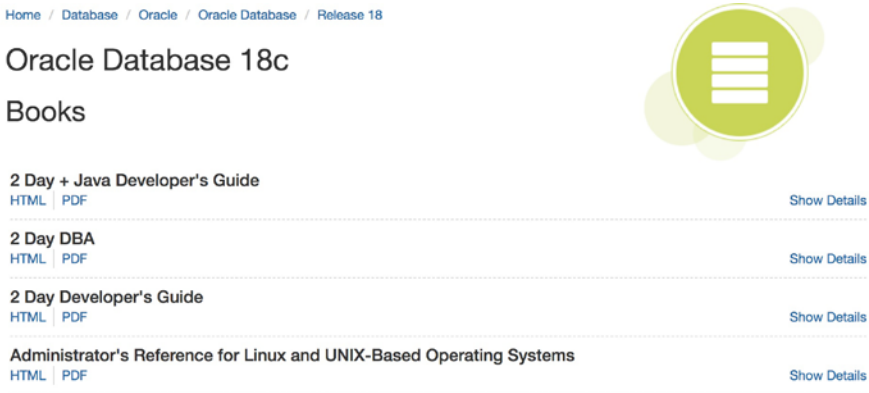 Home / Database / Oracle / Oracle Database / Release 18
Oracle Database 18c
Books
2 Day + Java Developer's Guide
HTML PDF Show Details
2 Day DBA
HTML PDF Show Details
2 Day Developer's Guide
HTML PDF Show Details
Administrator's Reference for Linux and UNIX-Based Operating Systems
HTML PDF Show Details